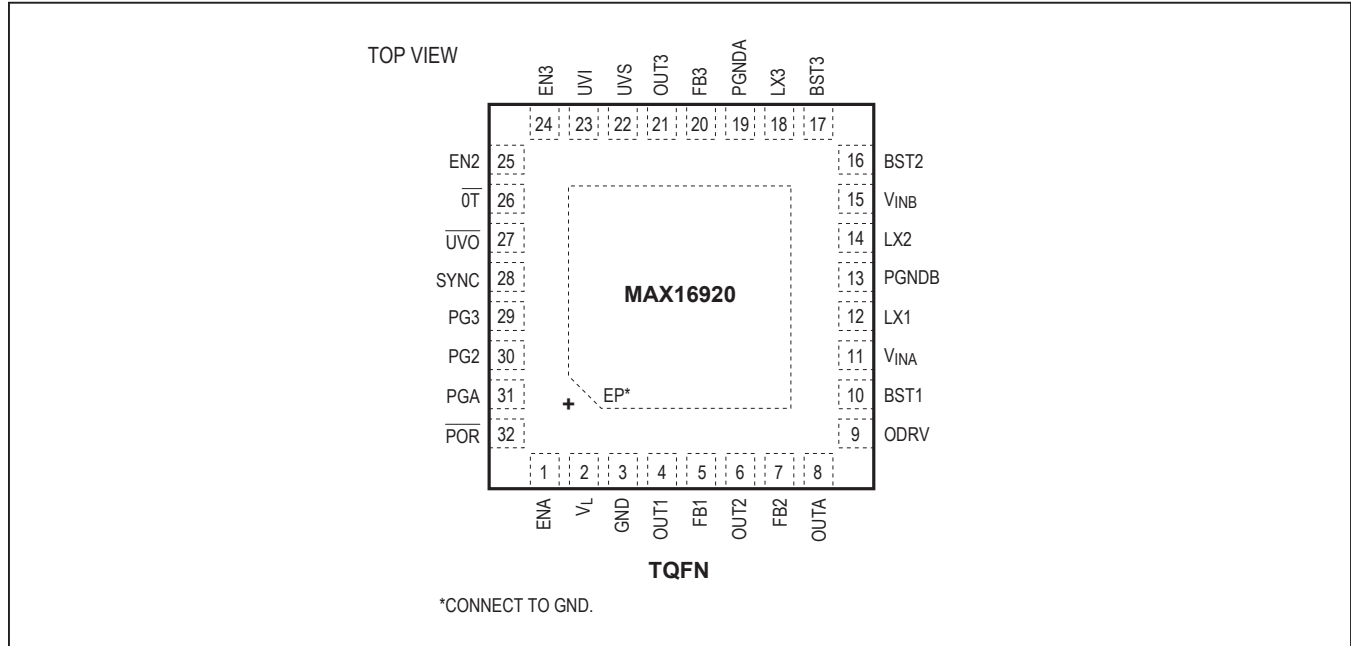 TOP VIEW
EN3 UVI UVS OUT3 FB3 PGNDA LX3 BST3
24 23 22 21 20 19 18 17
EN2 25 16 BST2
0T 26 15 VINB
UVO 27 14 LX2
SYNC 28 13 PGNDB
MAX16920
PG3 29 12 LX1
PG2 30 11 VINA
PGA 31 10 BST1
+ EP*
POR 32 9 ODRV
1 2 3 4 5 6 7 8
ENA VL GND OUT1 FB1 OUT2 FB2 OUTA
TQFN
*CONNECT TO GND.